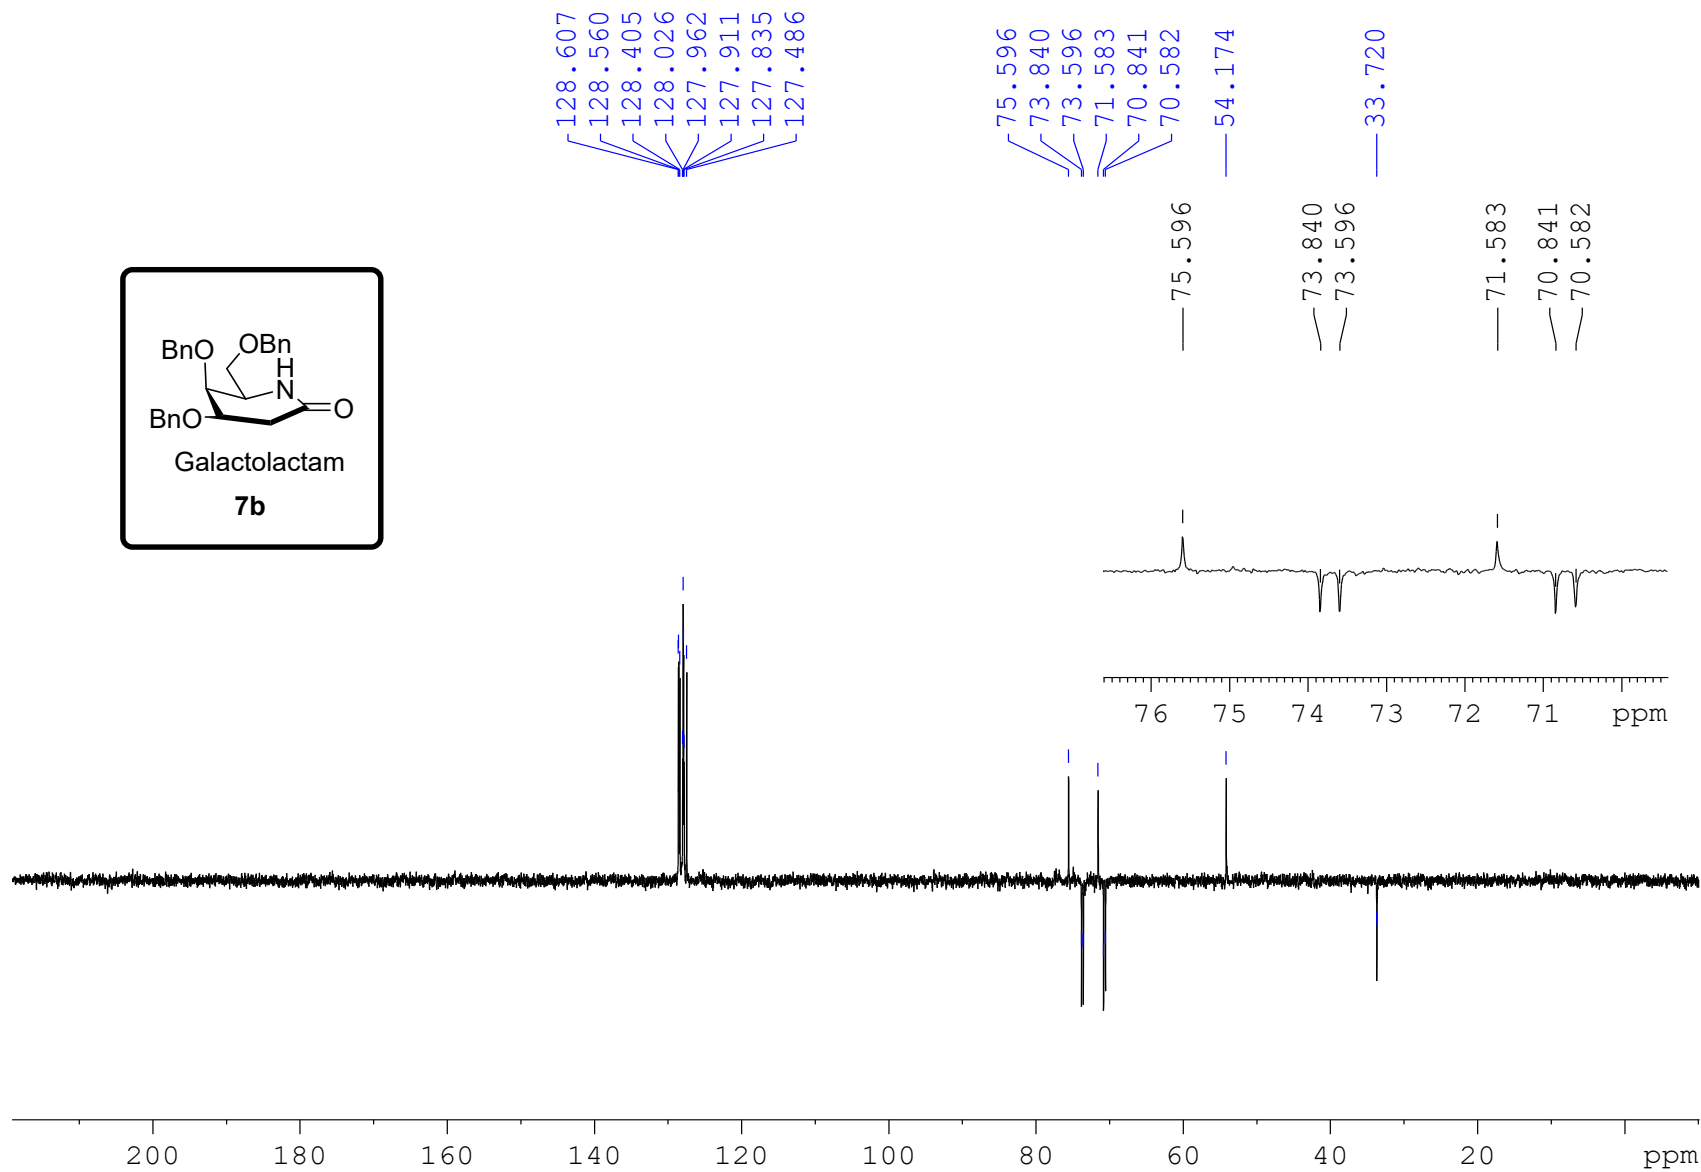 128.607
128.560
128.405
128.026
127.962
127.911
127.835
127.486
75.596
73.840
73.596
71.583
70.841
70.582
54.174
33.720
75.596
73.840
73.596
71.583
70.841
70.582
BnO
OBn
H
N
O
BnO
Galactolactam
7b
76 75 74 73 72 71 ppm
200 180 160 140 120 100 80 60 40 20 ppm